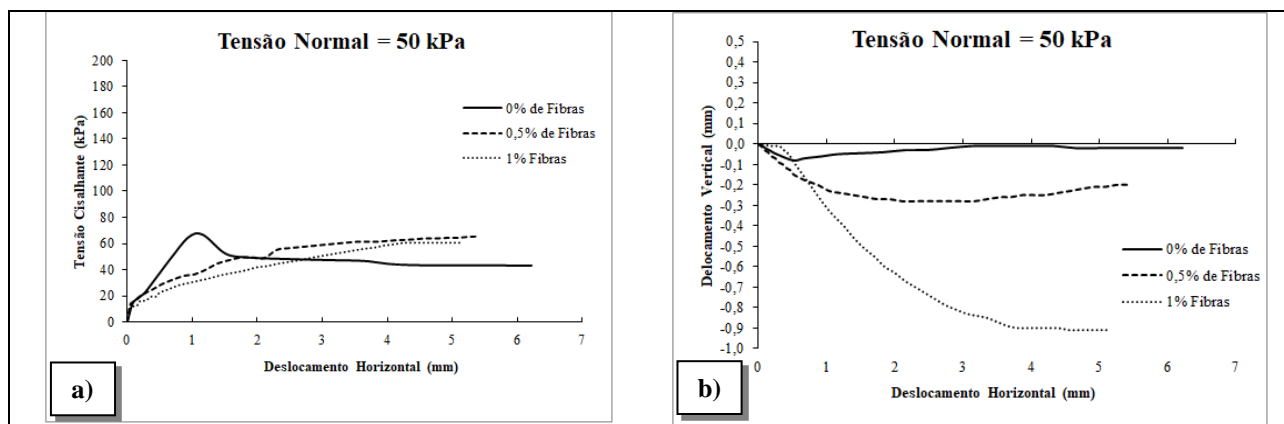 Tensão Normal = 50 kPa
Tensão Cisalhante (kPa)
200
180
160
140
120
100
80
60
40
20
0
0% de Fibras
0,5% de Fibras
1% Fibras
0 1 2 3 4 5 6 7
Deslocamento Horizontal (mm)
a)
Tensão Normal = 50 kPa
Delocamento Vertical (mm)
0,5
0,4
0,3
0,2
0,1
0,0
-0,1
-0,2
-0,3
-0,4
-0,5
-0,6
-0,7
-0,8
-0,9
-1,0
0% de Fibras
0,5% de Fibras
1% Fibras
0 1 2 3 4 5 6 7
Deslocamento Horizontal (mm)
b)